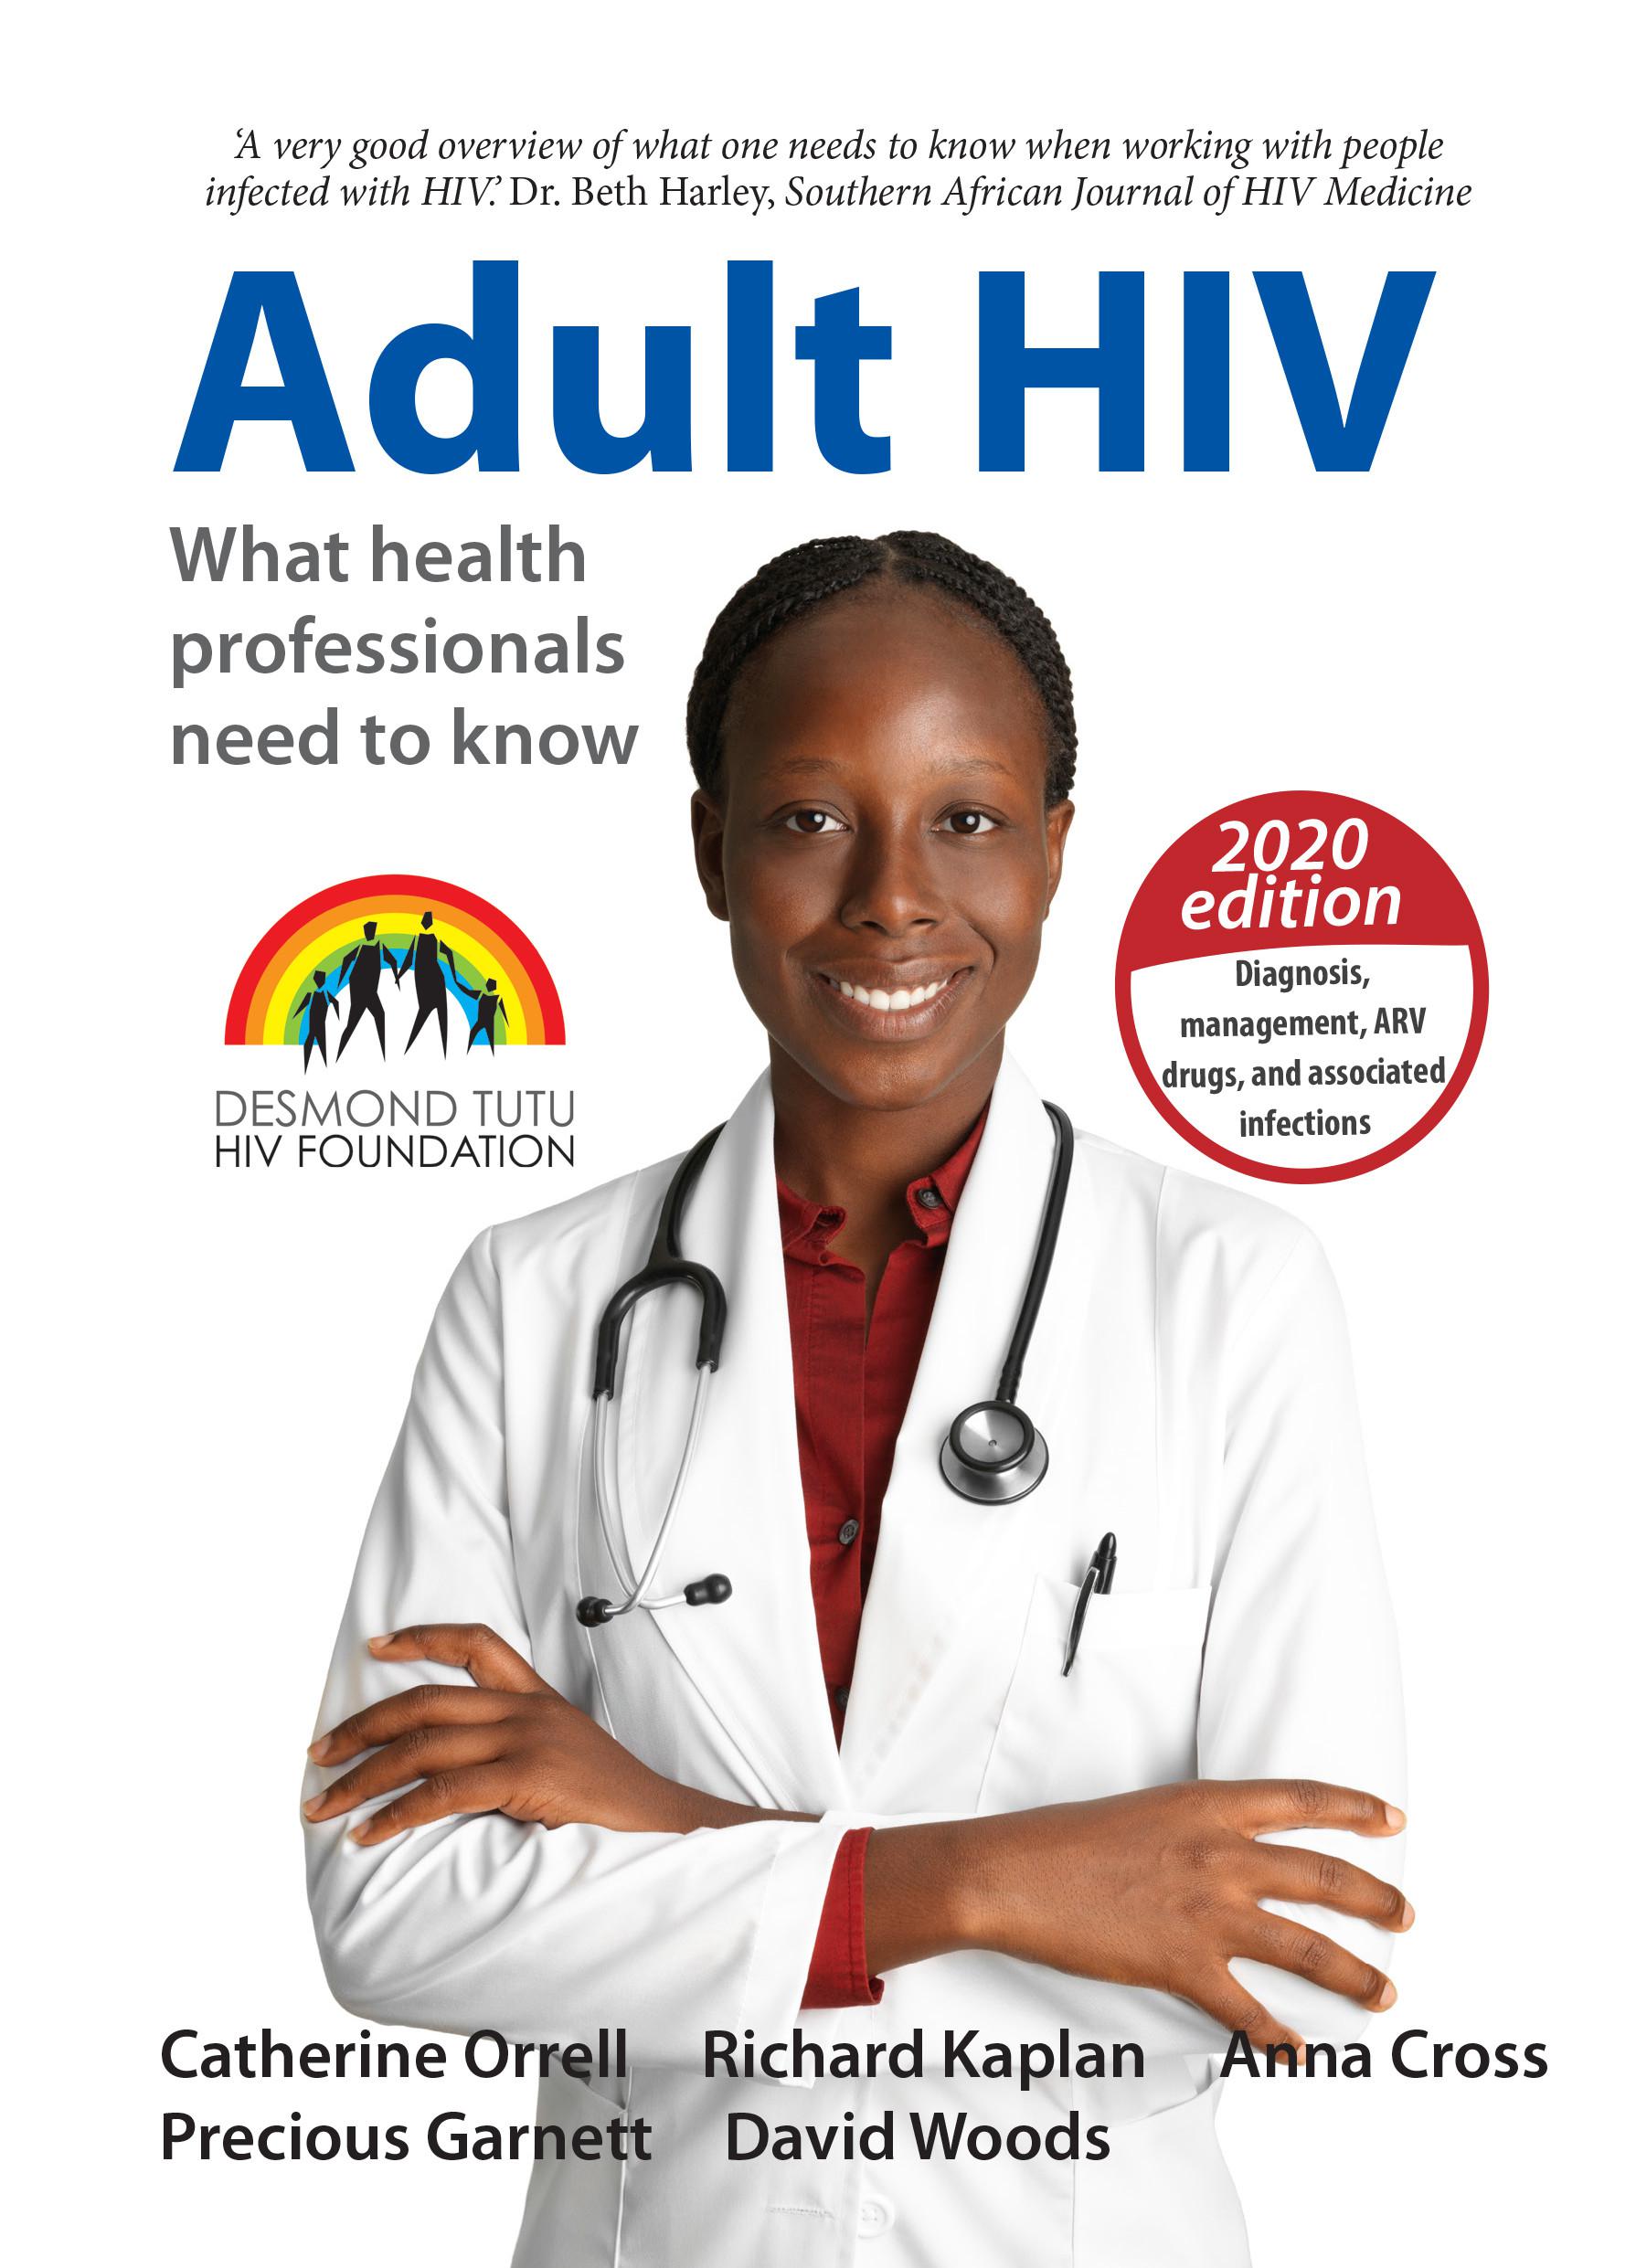 ‘A very good overview of what one needs to know when working with people
infected with HIV.’ Dr. Beth Harley, Southern African Journal of HIV Medicine
Adult HIV
What health
professionals
need to know
2020
edition
Diagnosis,
management, ARV
drugs, and associated
infections
DESMOND TUTU
HIV FOUNDATION
Catherine Orrell Richard Kaplan Anna Cross
Precious Garnett David Woods